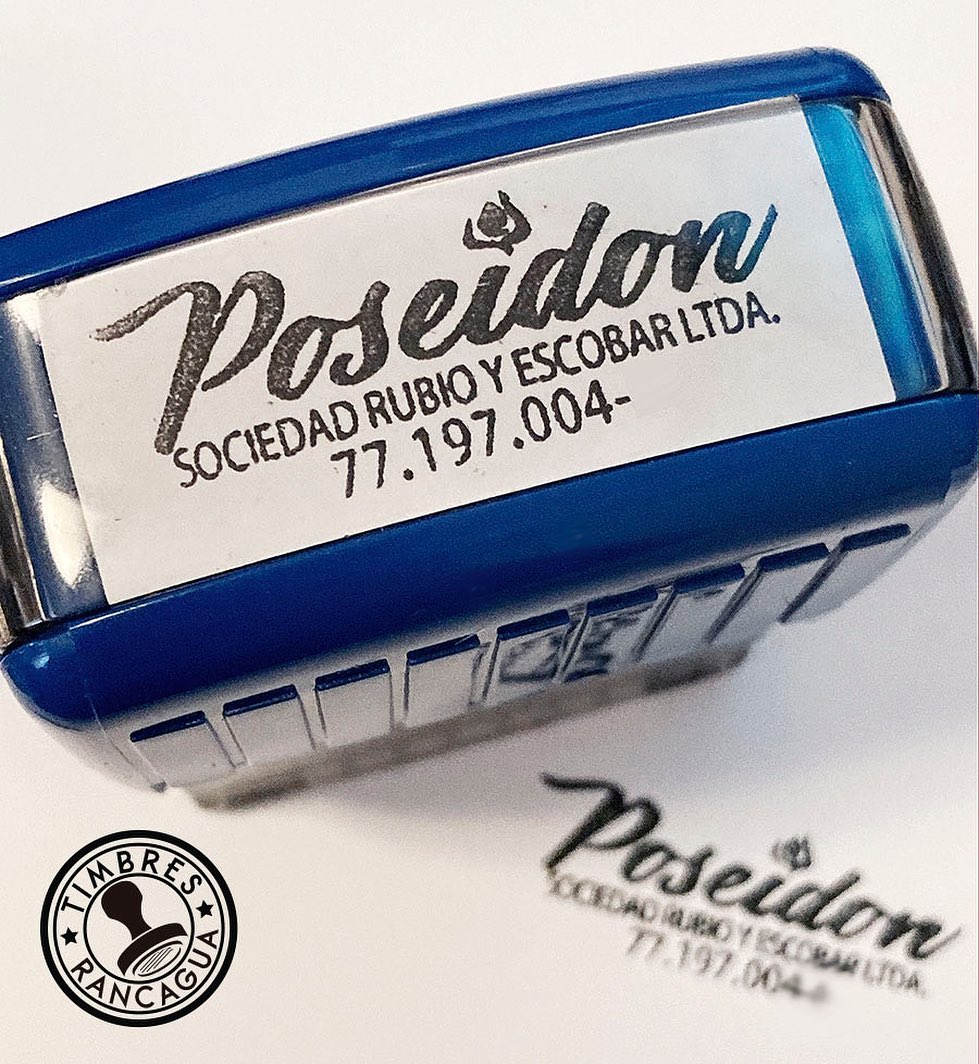 Poseidon
SOCIEDAD RUBIO Y ESCOBAR LTDA.
77.197.004-
Poseidon
SOCIEDAD RUBIO Y ESCOBAR LTDA.
77.197.004-
TIMBRES
RANCAGUA